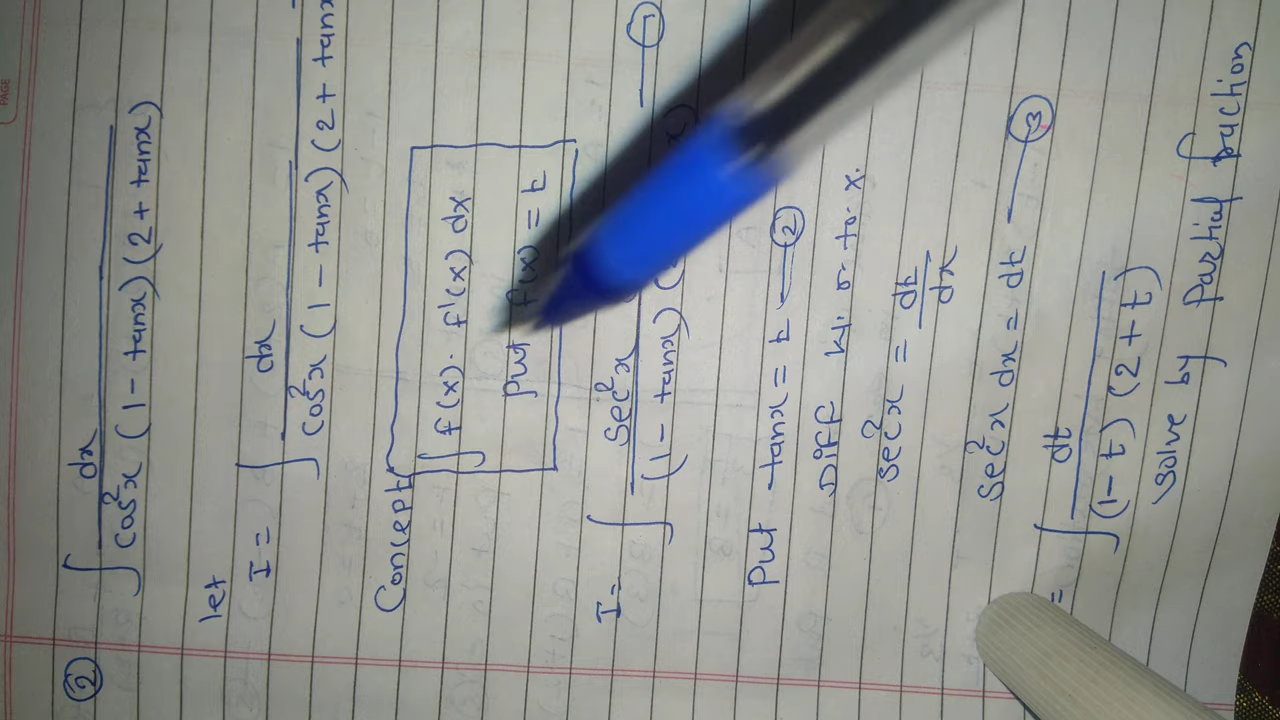 PAGE
② ∫ dx / cos²x (1 - tanx) (2 + tanx)
let
I = ∫ dx / cos²x (1 - tanx) (2 + tanx
Concept
∫ f(x) · f'(x) dx
put f(x) = t
I = ∫ sec²x / (1 - tanx) ( x) — ①
Put tanx = t — ②
Diff w.r. to x.
sec²x = dt/dx
sec²x dx = dt — ③
= ∫ dt / (1 - t) (2 + t)
solve by partial fraction